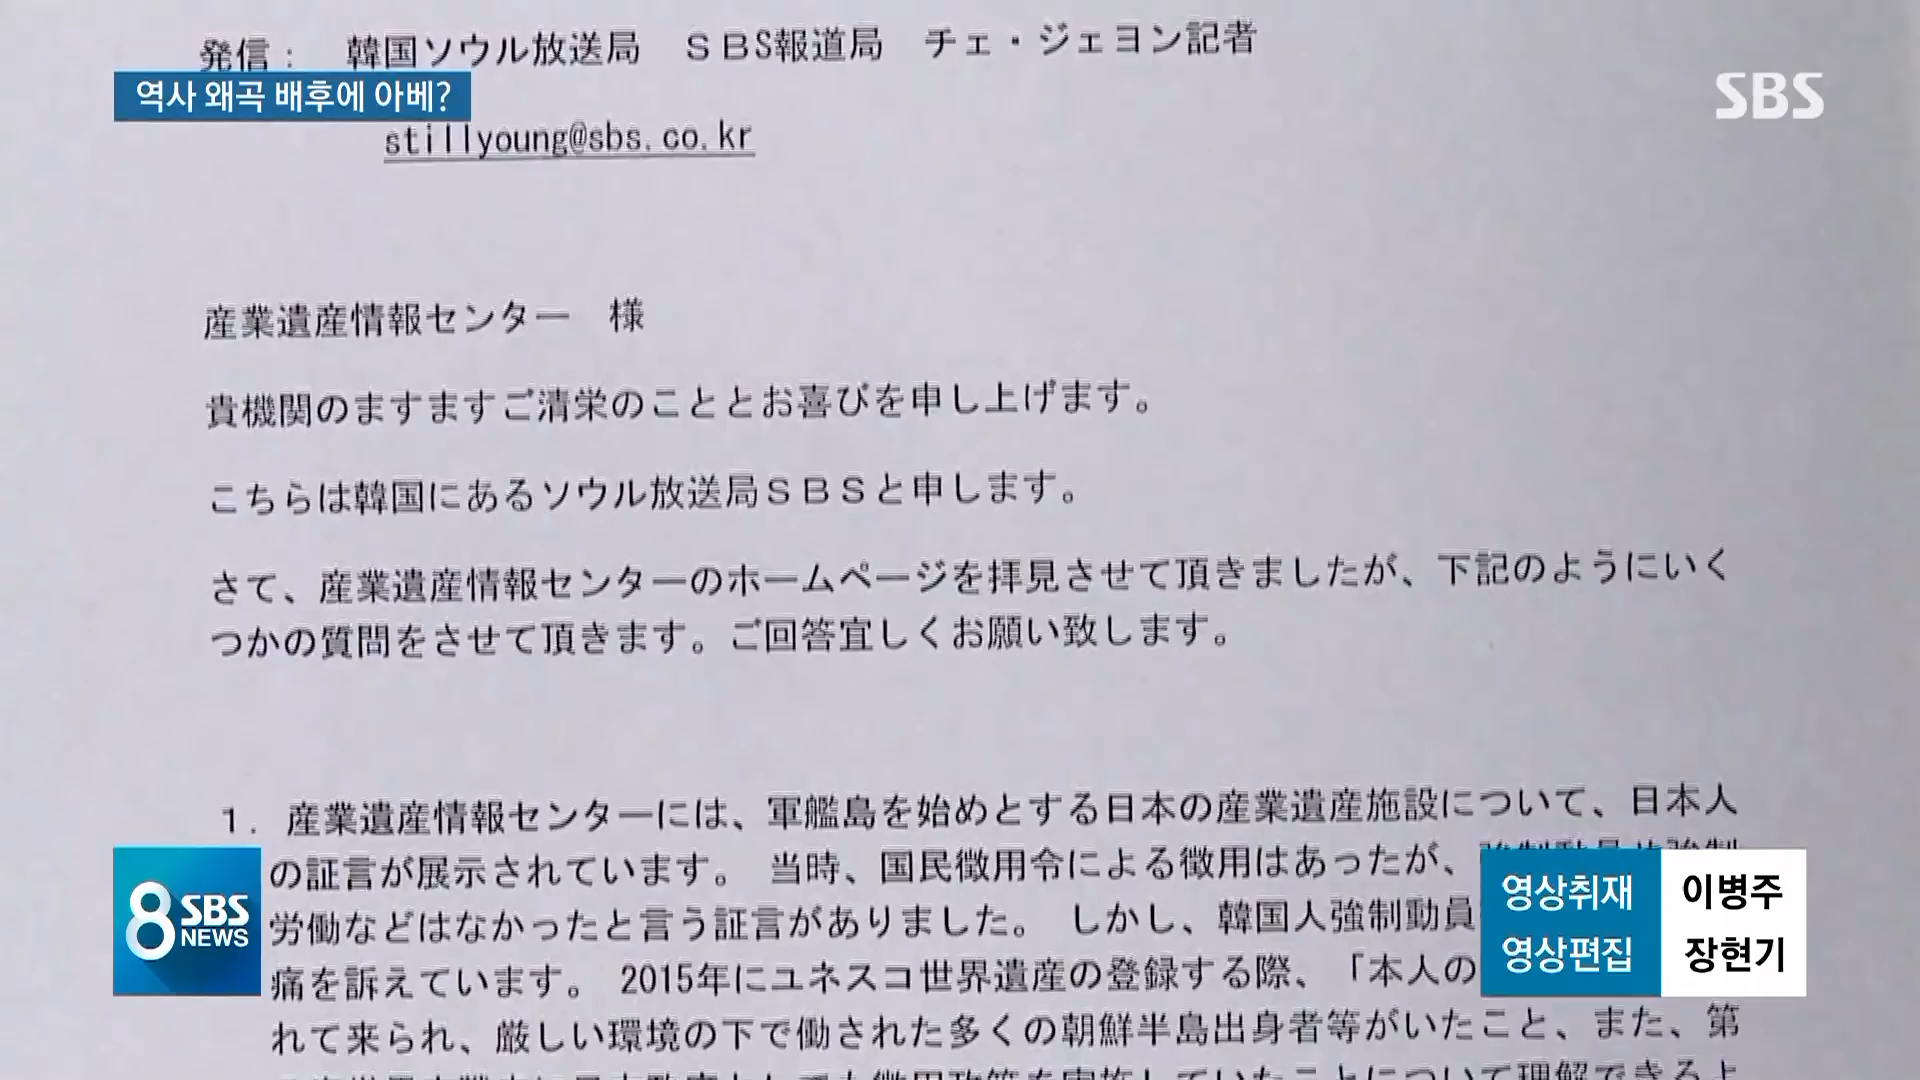 発信： 韓国ソウル放送局 ＳＢＳ報道局 チェ・ジェヨン記者
역사 왜곡 배후에 아베?
SBS
stillyoung@sbs.co.kr
産業遺産情報センター 様
貴機関のますますご清栄のこととお喜びを申し上げます。
こちらは韓国にあるソウル放送局ＳＢＳと申します。
さて、産業遺産情報センターのホームページを拝見させて頂きましたが、下記のようにいく
つかの質問をさせて頂きます。ご回答宜しくお願い致します。
１. 産業遺産情報センターには、軍艦島を始めとする日本の産業遺産施設について、日本人
の証言が展示されています。 当時、国民徴用令による徴用はあったが、
労働などはなかったと言う証言がありました。 しかし、韓国人強制動員
痛を訴えています。 2015年にユネスコ世界遺産の登録する際、「本人の
れて来られ、厳しい環境の下で働された多くの朝鮮半島出身者等がいたこと、また、第
8 SBS NEWS
영상취재 이병주
영상편집 장현기